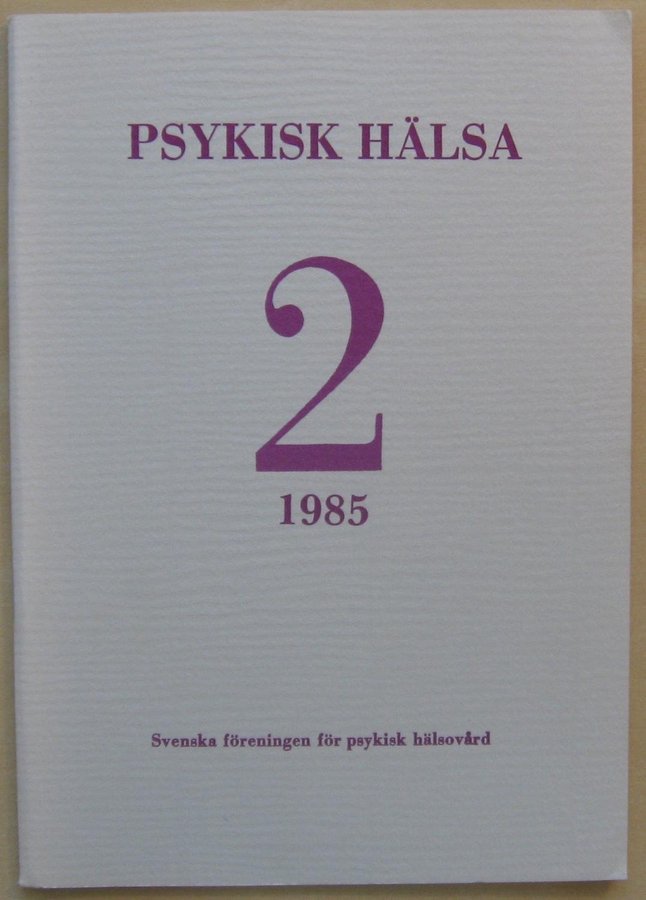 PSYKISK HÄLSA
2
1985
Svenska föreningen för psykisk hälsovård